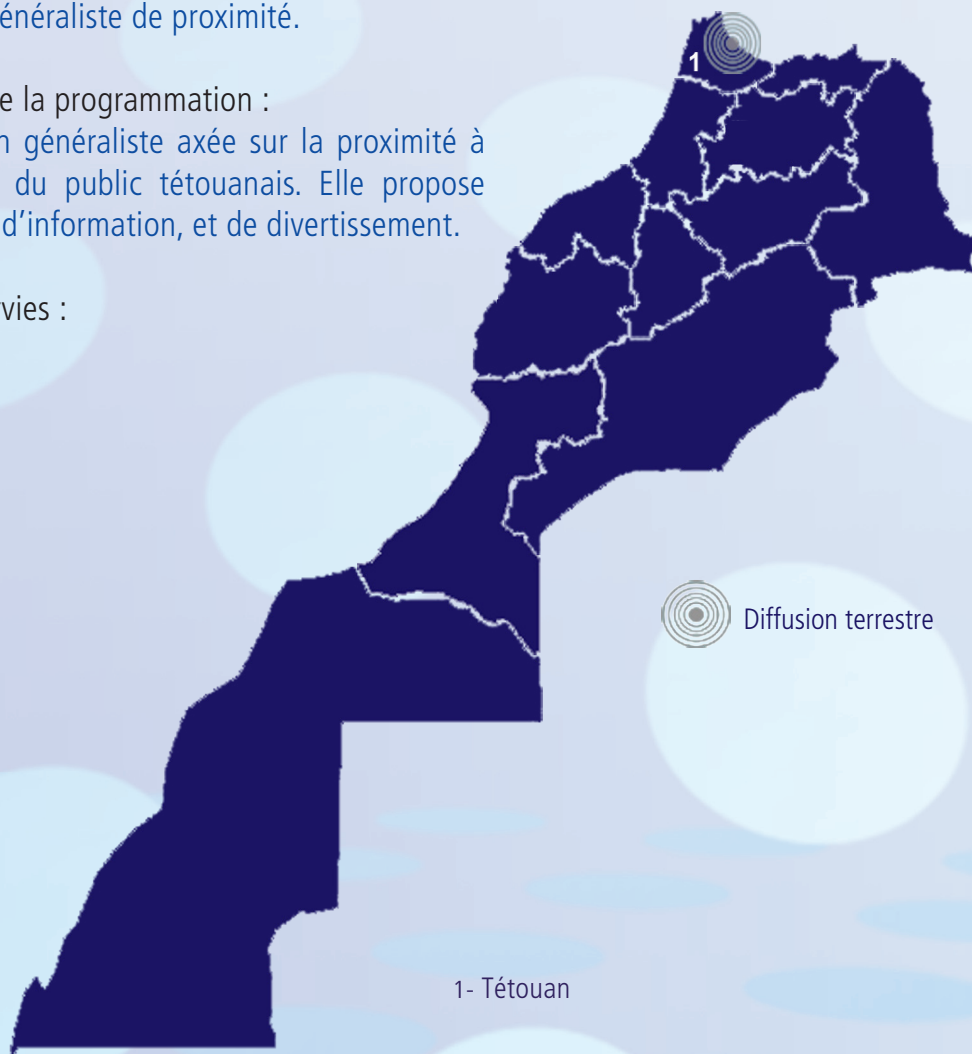 énéraliste de proximité.
e la programmation :
n généraliste axée sur la proximité à
du public tétouanais. Elle propose
d’information, et de divertissement.
vies :
1
Diffusion terrestre
1- Tétouan